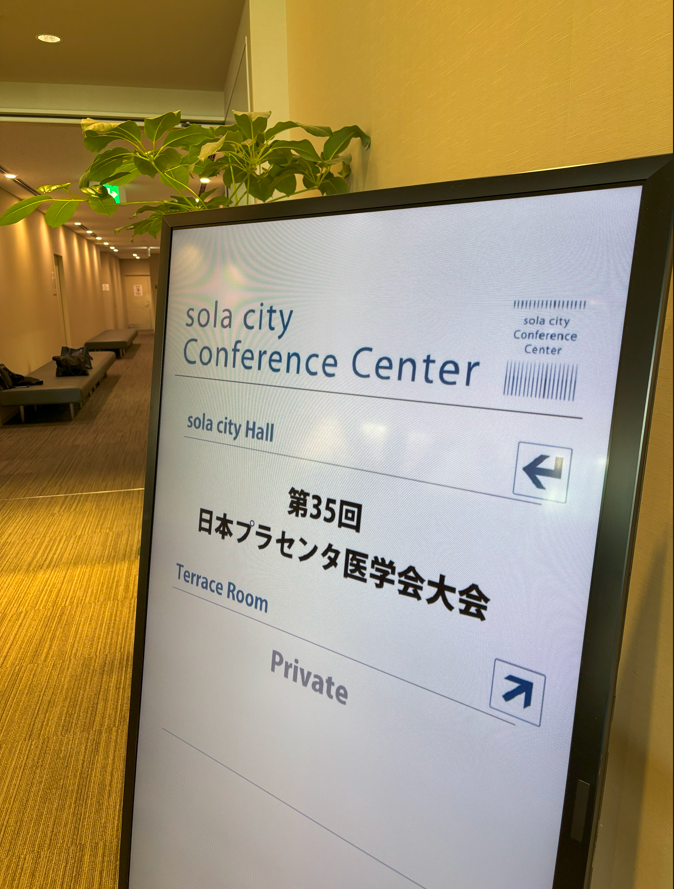 sola city
Conference Center
sola city
Conference
Center
sola city Hall
第35回
日本プラセンタ医学会大会
Terrace Room
Private